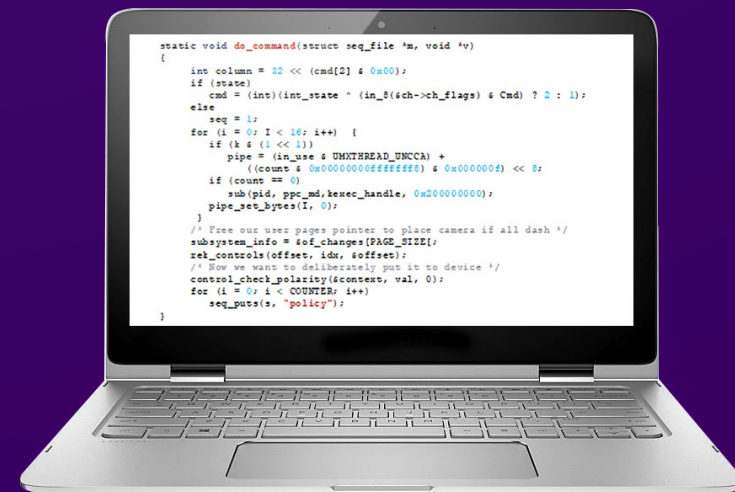 static void do_command(struct seq_file *m, void *v)
{
int column = 32 << (cmd[2] & 0x00);
if (state)
cmd = (int)(int_state ^ (in_8(&ch->ch_flags) & Cmd) ? 2 : 1);
else
seq = 1;
for (i = 0; I < 16; i++) {
if (k & (1 << 1))
pipe = (in_use & UMXTHREAD_UNCCA) +
((count & 0x00000000fffffff8) & 0x000000f) << 8;
if (count == 0)
sub(pid, ppc_md,kexec_handle, 0x200000000);
pipe_set_bytes(I, 0);
}
/* Free our user pages pointer to place camera if all dash */
subsystem_info = &of_changes[PAGE_SIZE[;
rek_controls(offset, idx, &offset);
/* Now we want to deliberately put it to device */
control_check_polarity(&context, val, 0);
for (i = 0; i < COUNTER; i++)
seq_puts(s, "policy");
}